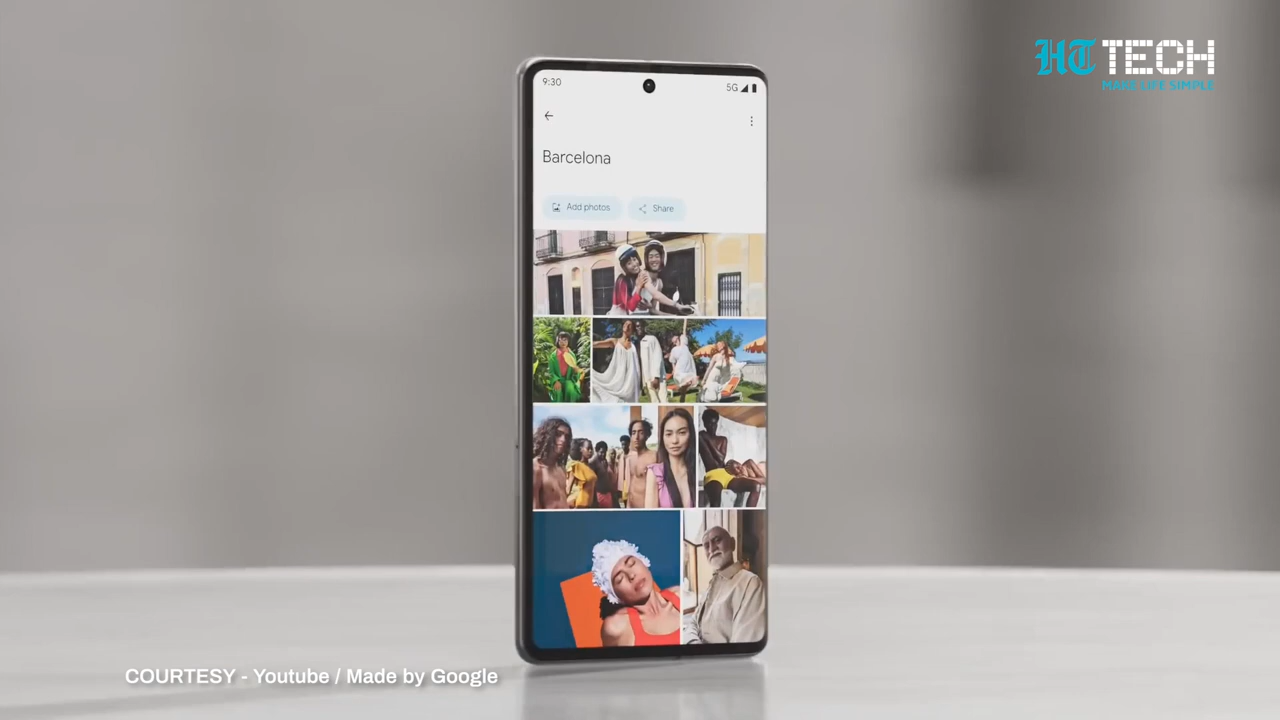 HT TECH
MAKE LIFE SIMPLE
9:30
5G
Barcelona
Add photos
Share
COURTESY - Youtube / Made by Google